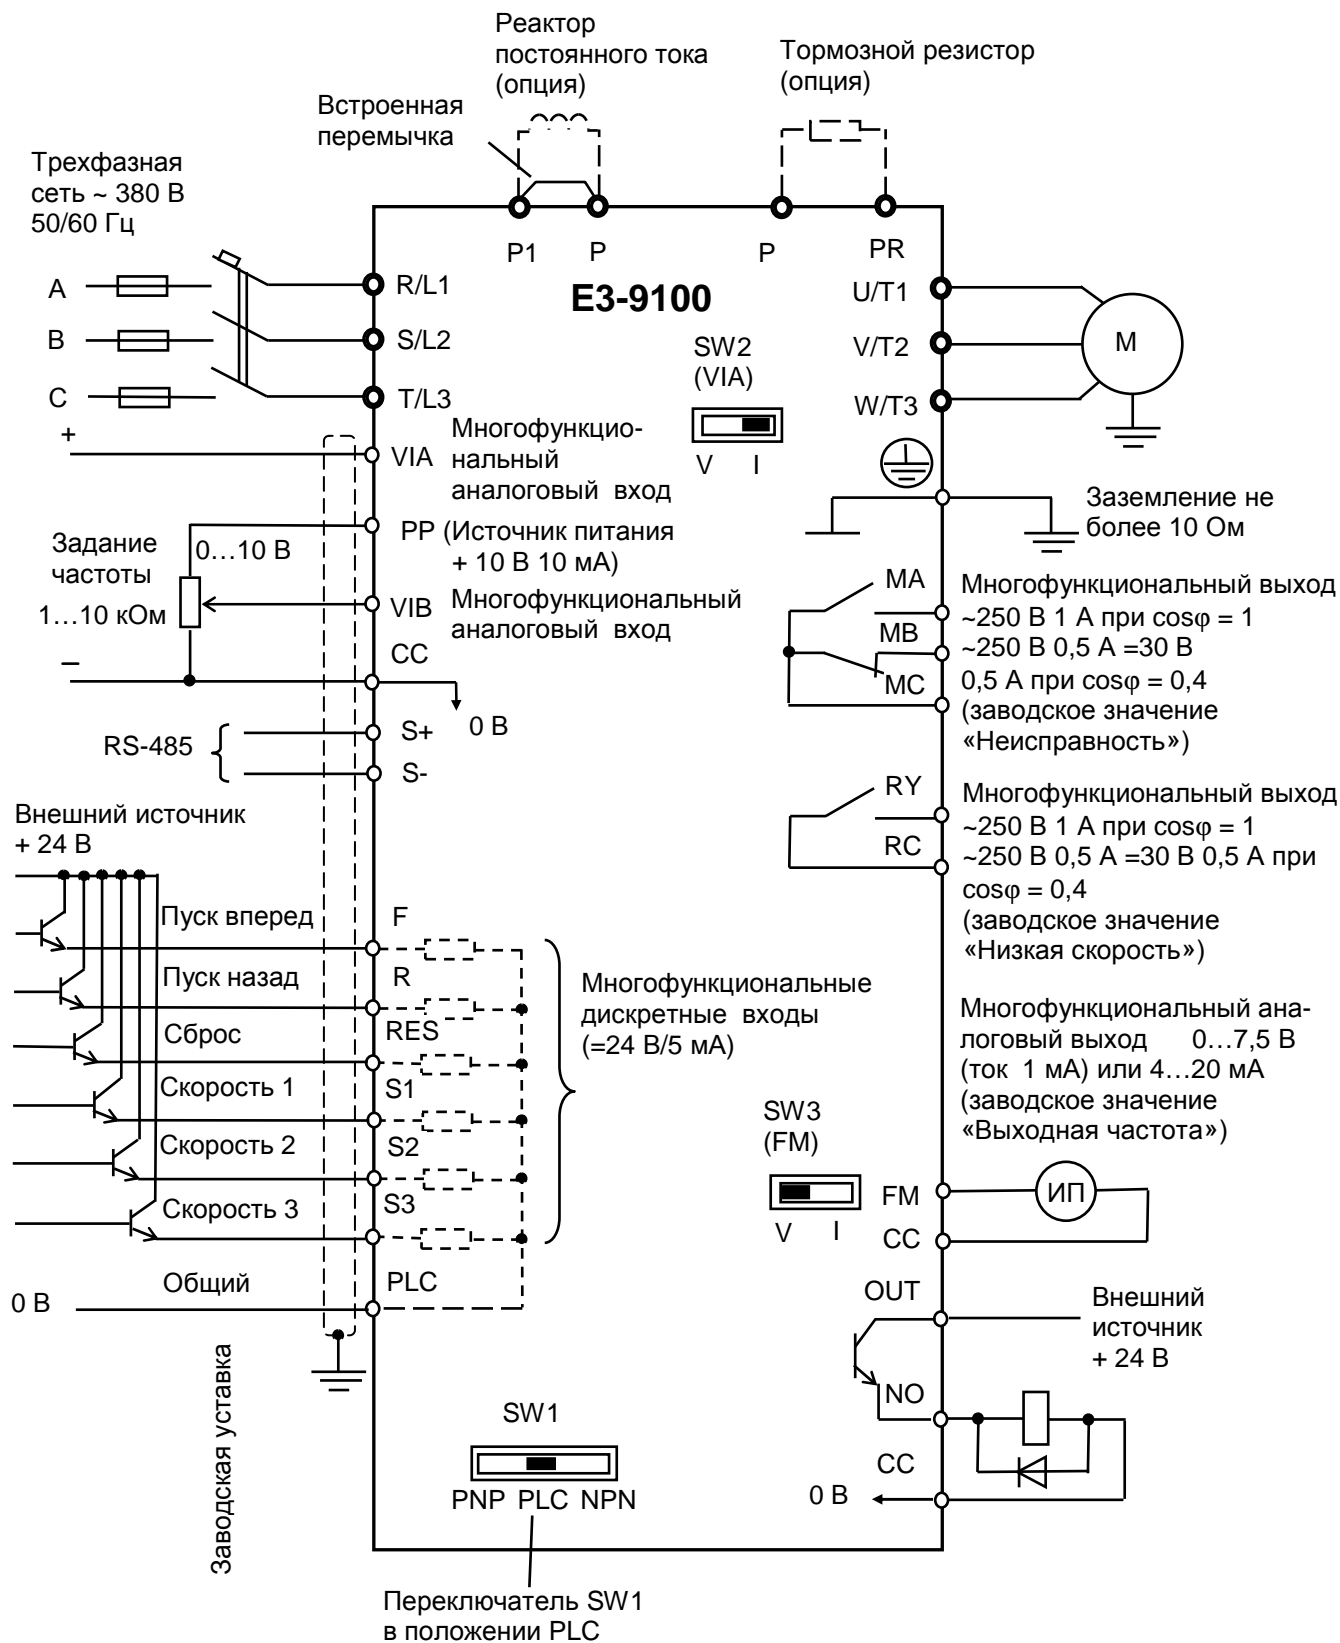 Реактор
постоянного тока
(опция)
Тормозной резистор
(опция)
Встроенная
перемычка
Трехфазная
сеть ~ 380 В
50/60 Гц
P1
P
P
PR
E3-9100
A
B
C
R/L1
S/L2
T/L3
U/T1
V/T2
W/T3
M
SW2
(VIA)
V I
+
VIA
Многофункцио-
нальный
аналоговый вход
PP (Источник питания
+ 10 В 10 мА)
Задание
частоты
1…10 кОм
0…10 В
VIB
Многофункциональный
аналоговый вход
CC
–
0 В
RS-485
S+
S-
Заземление не
более 10 Ом
MA
MB
MC
Многофункциональный выход
~250 В 1 А при cosφ = 1
~250 В 0,5 А =30 В
0,5 А при cosφ = 0,4
(заводское значение
«Неисправность»)
RY
RC
Многофункциональный выход
~250 В 1 А при cosφ = 1
~250 В 0,5 А =30 В 0,5 А при
cosφ = 0,4
(заводское значение
«Низкая скорость»)
Внешний источник
+ 24 В
Пуск вперед
F
Пуск назад
R
Сброс
RES
Скорость 1
S1
Скорость 2
S2
Скорость 3
S3
Общий
PLC
0 В
Многофункциональные
дискретные входы
(=24 В/5 мА)
Многофункциональный ана-
логовый выход 0…7,5 В
(ток 1 мА) или 4…20 мА
(заводское значение
«Выходная частота»)
SW3
(FM)
V I
FM
ИП
CC
OUT
Внешний
источник
+ 24 В
NO
CC
0 В
Заводская уставка
SW1
PNP PLC NPN
Переключатель SW1
в положении PLC